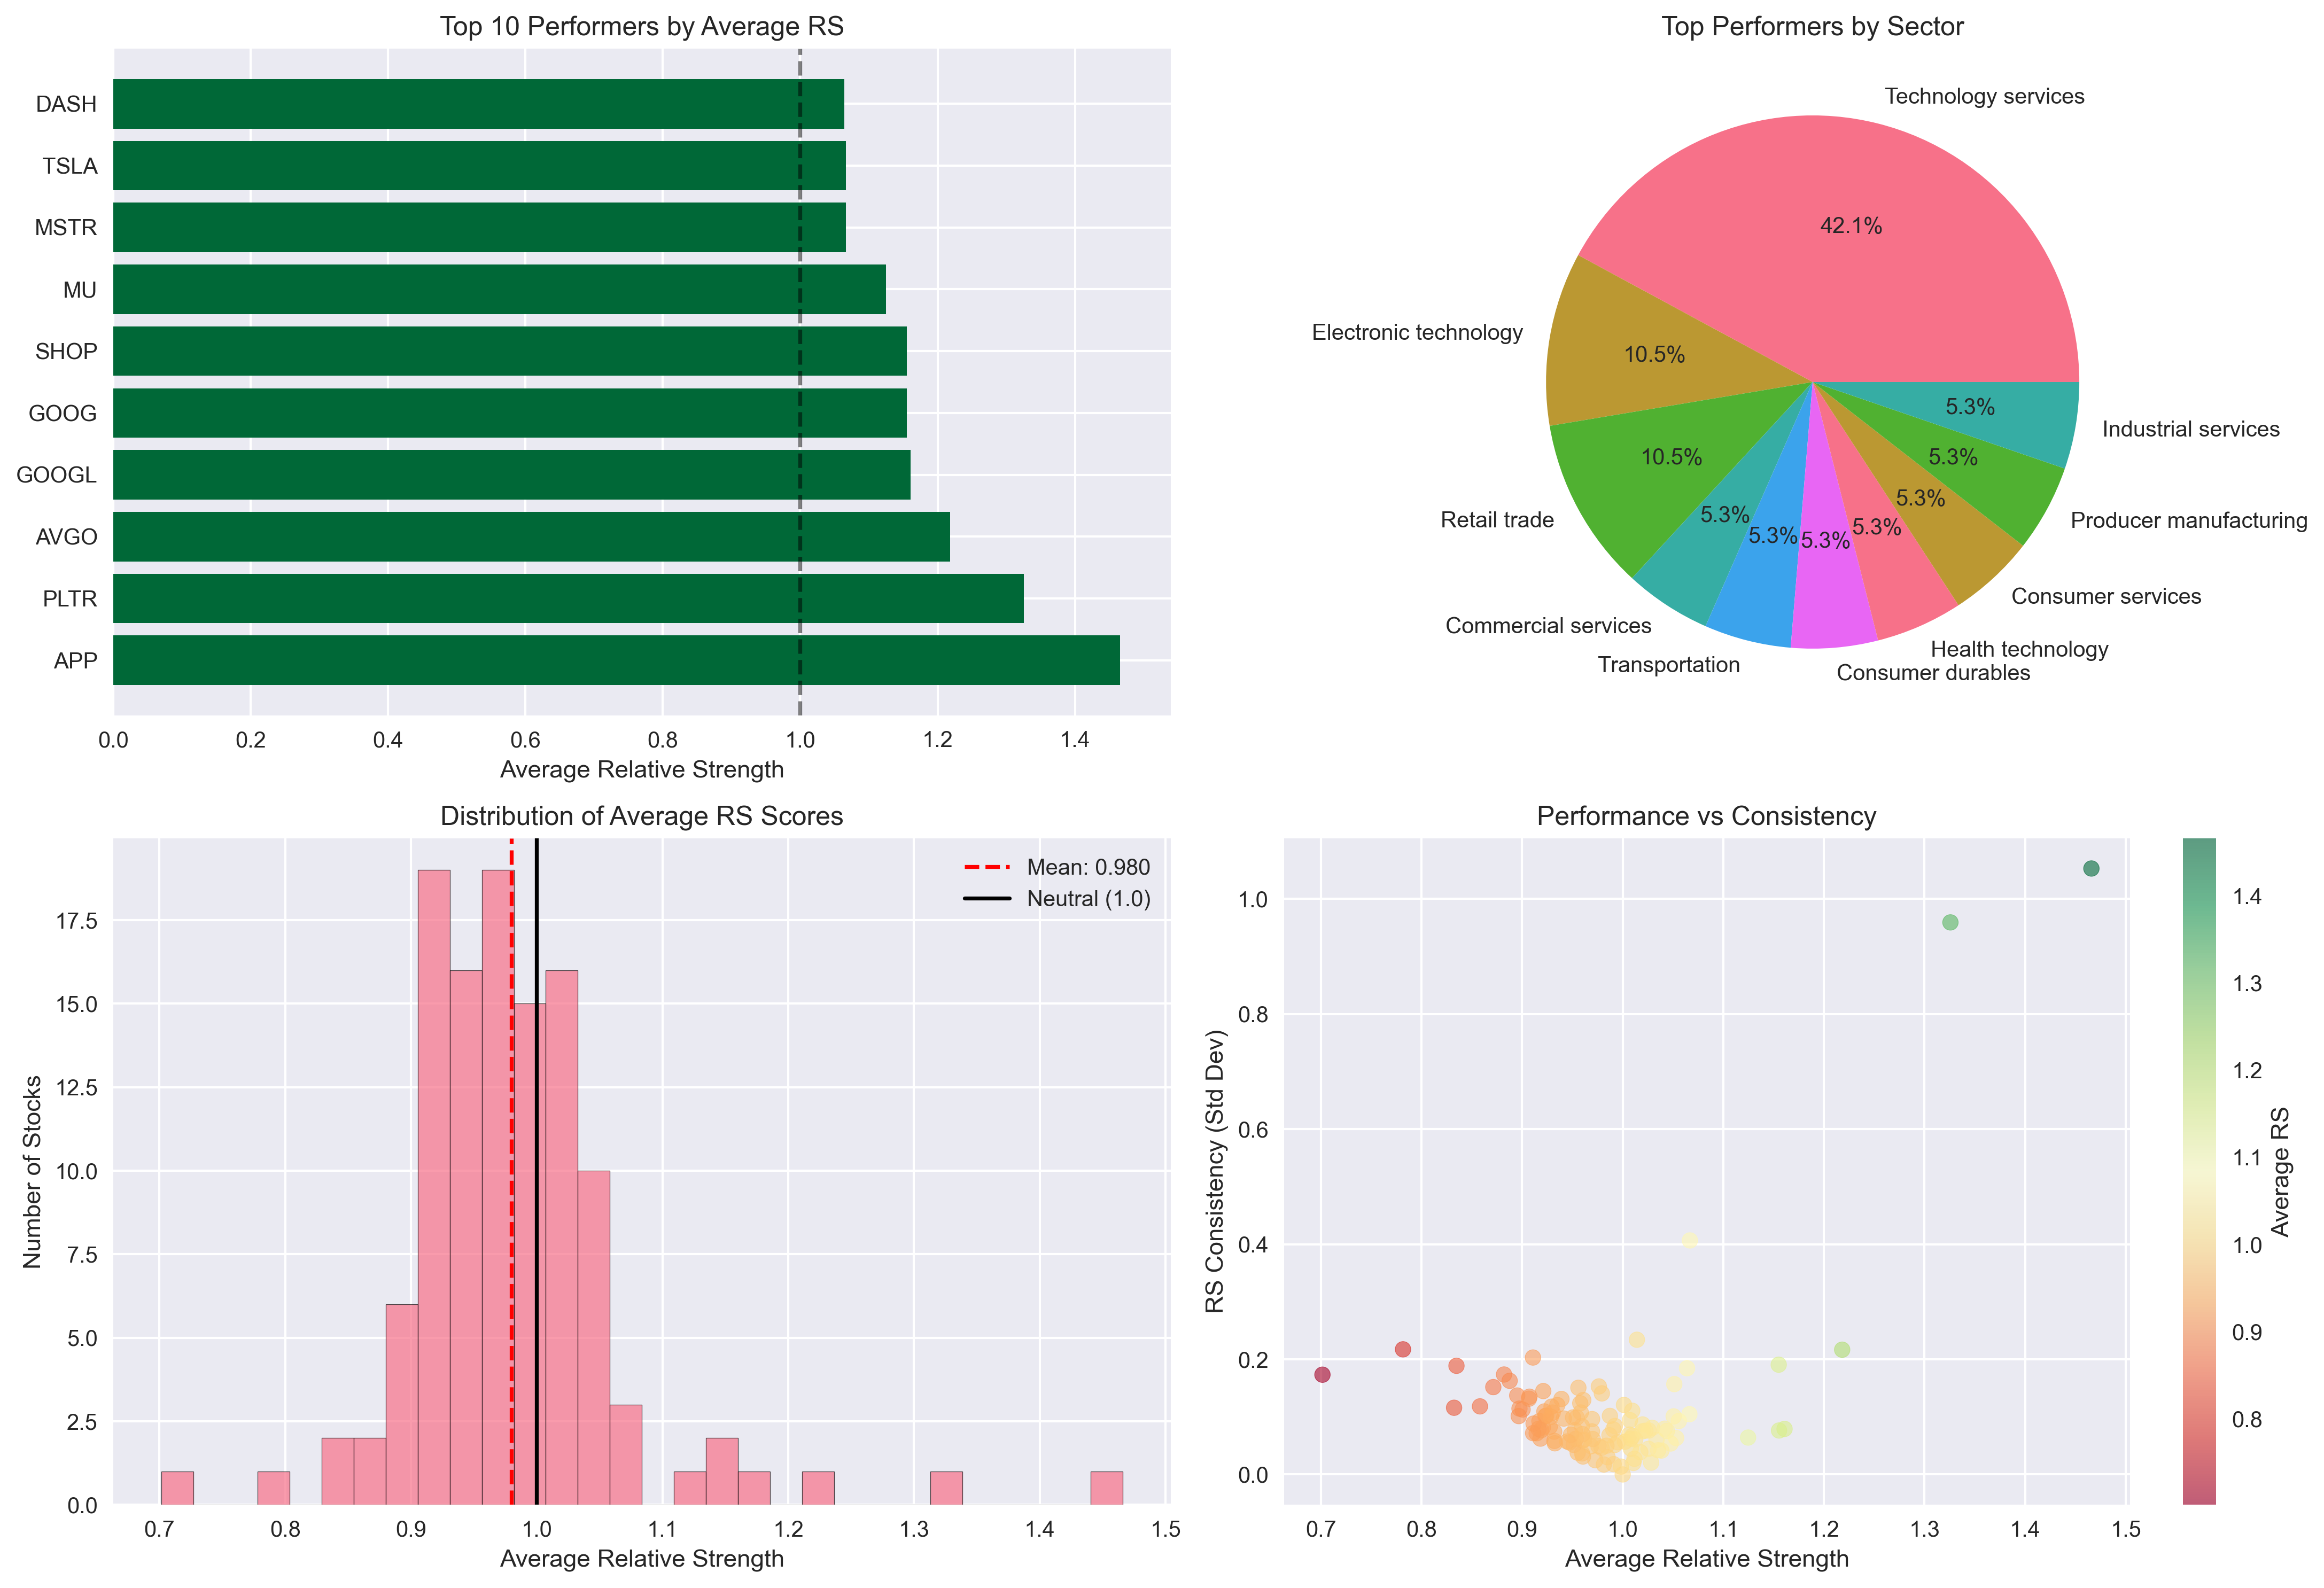 Top 10 Performers by Average RS
DASH
TSLA
MSTR
MU
SHOP
GOOG
GOOGL
AVGO
PLTR
APP
0.0 0.2 0.4 0.6 0.8 1.0 1.2 1.4
Average Relative Strength
Top Performers by Sector
Technology services
42.1%
Electronic technology
10.5%
Retail trade
10.5%
Commercial services
5.3%
Transportation
5.3%
Consumer durables
5.3%
Health technology
5.3%
Consumer services
5.3%
Producer manufacturing
5.3%
Industrial services
5.3%
Distribution of Average RS Scores
Mean: 0.980
Neutral (1.0)
Number of Stocks
17.5
15.0
12.5
10.0
7.5
5.0
2.5
0.0
0.7 0.8 0.9 1.0 1.1 1.2 1.3 1.4 1.5
Average Relative Strength
Performance vs Consistency
RS Consistency (Std Dev)
1.0
0.8
0.6
0.4
0.2
0.0
0.7 0.8 0.9 1.0 1.1 1.2 1.3 1.4 1.5
Average Relative Strength
1.4
1.3
1.2
1.1
1.0
0.9
0.8
Average RS